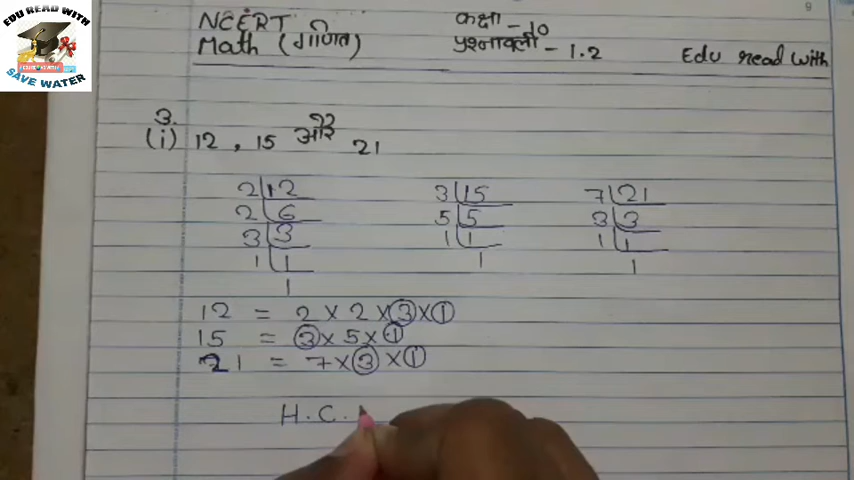 EDU READ WITH
SAVE WATER
9
NCERT कक्षा - 10
Math (गणित) प्रश्नावली - 1.2 Edu read with
3.
(i) 12, 15 और 21
2 12 3 15 7 21
2 6 5 5 3 3
3 3 1 1 1 1
1 1 1 1
1
12 = 2 × 2 × 3 × 1
15 = 3 × 5 × 1
21 = 7 × 3 × 1
H.C.